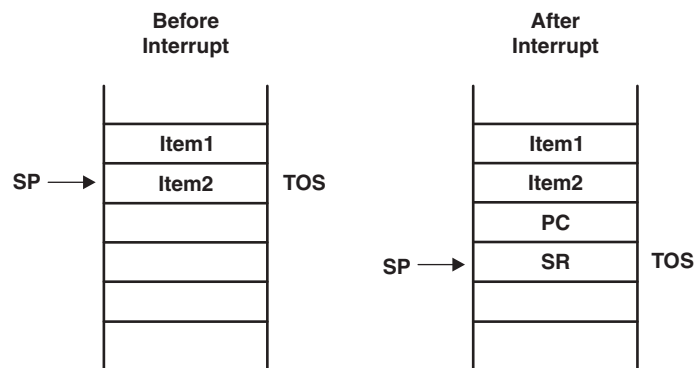 Before
Interrupt
After
Interrupt
Item1
SP
Item2
TOS
Item1
Item2
PC
SP
SR
TOS